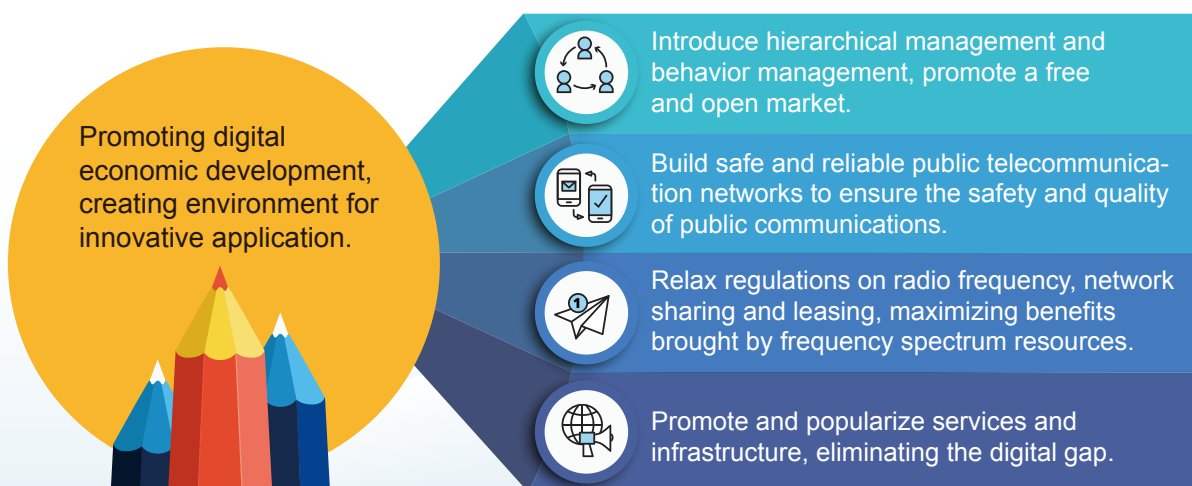 Promoting digital
economic development,
creating environment for
innovative application.
Introduce hierarchical management and
behavior management, promote a free
and open market.
Build safe and reliable public telecommunica-
tion networks to ensure the safety and quality
of public communications.
1
Relax regulations on radio frequency, network
sharing and leasing, maximizing benefits
brought by frequency spectrum resources.
Promote and popularize services and
infrastructure, eliminating the digital gap.